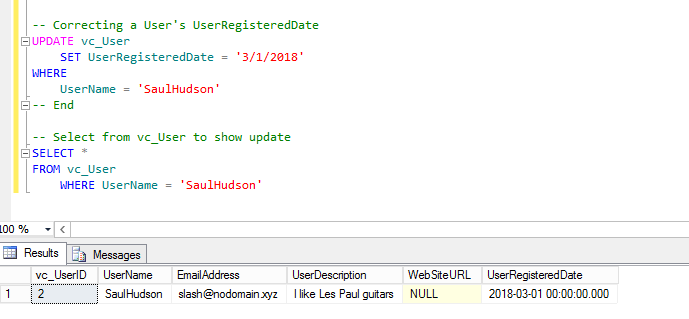 -- Correcting a User's UserRegisteredDate
UPDATE vc_User
SET UserRegisteredDate = '3/1/2018'
WHERE
UserName = 'SaulHudson'
-- End
-- Select from vc_User to show update
SELECT *
FROM vc_User
WHERE UserName = 'SaulHudson'
100 %
Results Messages
vc_UserID UserName EmailAddress UserDescription WebSiteURL UserRegisteredDate
1 2 SaulHudson slash@nodomain.xyz I like Les Paul guitars NULL 2018-03-01 00:00:00.000